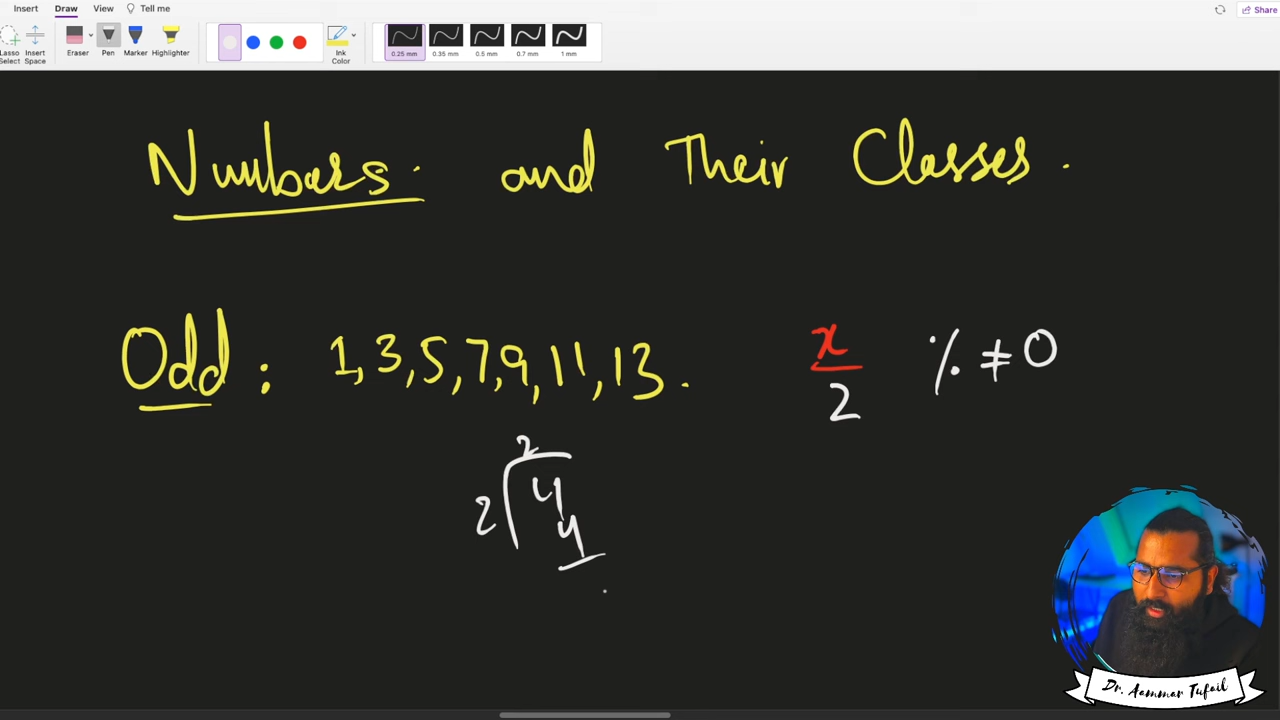 Insert Draw View Tell me Share
Lasso Select Insert Space Eraser Pen Marker Highlighter Ink Color 0.25 mm 0.35 mm 0.5 mm 0.7 mm 1 mm
Numbers. and Their Classes.
Odd : 1, 3, 5, 7, 9, 11, 13. x/2 % ≠ 0
2
2 4
4
Dr. Aammar Tufail